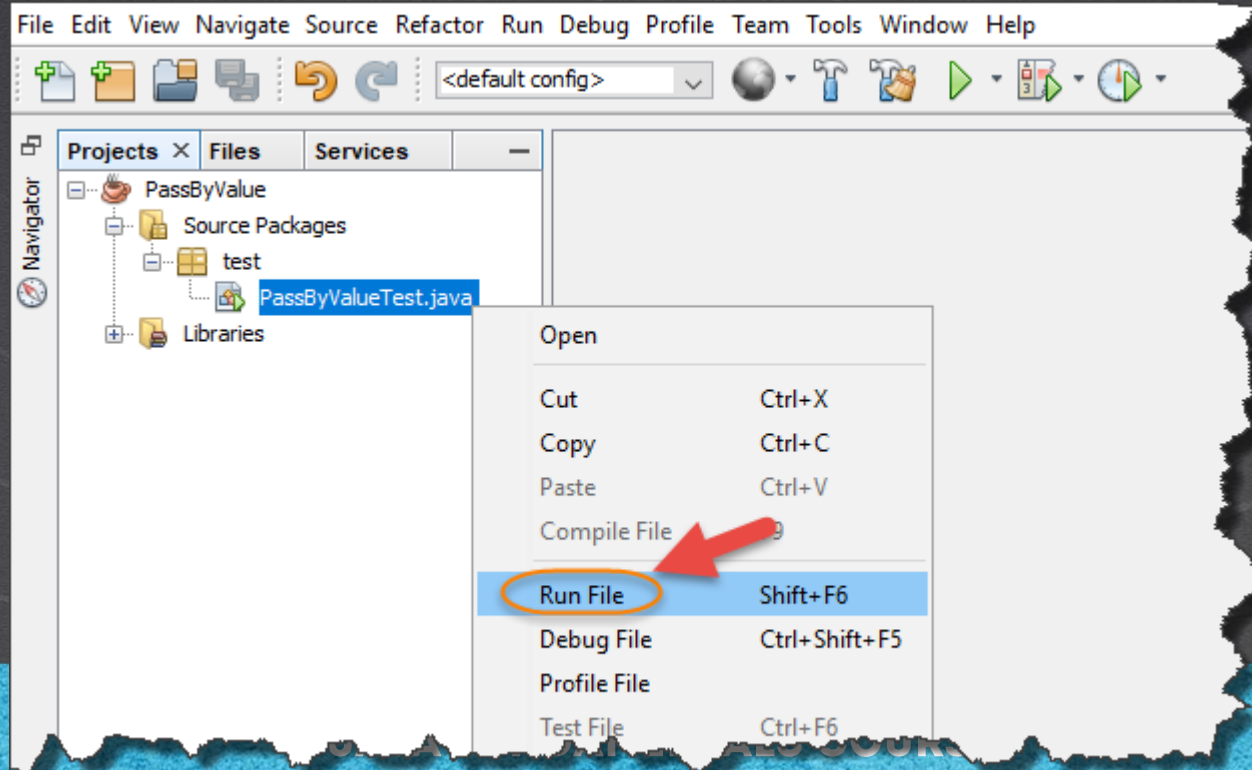 File Edit View Navigate Source Refactor Run Debug Profile Team Tools Window Help
<default config>
Projects Files Services
Navigator
PassByValue
Source Packages
test
PassByValueTest.java
Libraries
Open
Cut Ctrl+X
Copy Ctrl+C
Paste Ctrl+V
Compile File
Run File Shift+F6
Debug File Ctrl+Shift+F5
Profile File
Test File Ctrl+F6